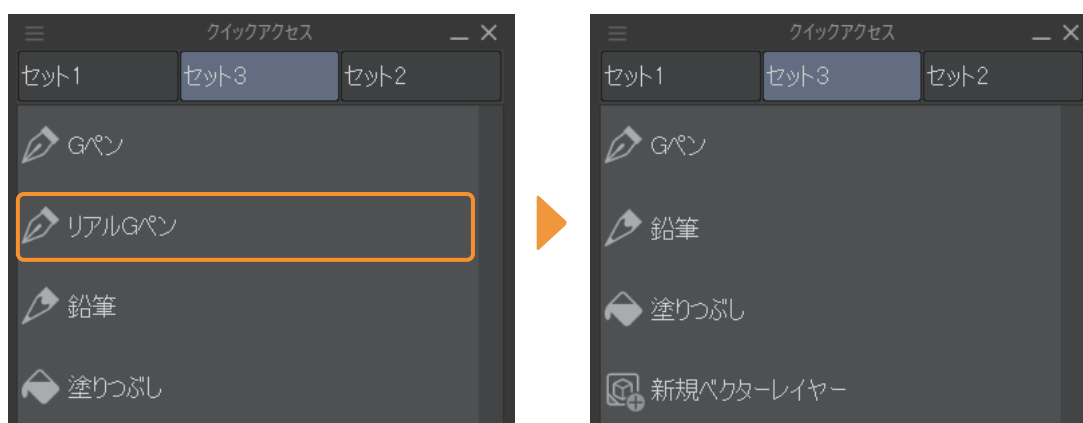 クイックアクセス
セット1
セット3
セット2
Gペン
リアルGペン
鉛筆
塗りつぶし
クイックアクセス
セット1
セット3
セット2
Gペン
鉛筆
塗りつぶし
新規ベクターレイヤー